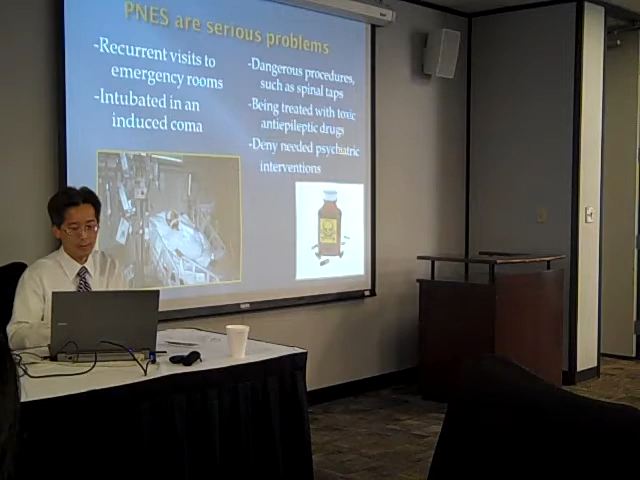 PNES are serious problems
-Recurrent visits to
emergency rooms
-Intubated in an
induced coma
-Dangerous procedures,
such as spinal taps
-Being treated with toxic
antiepileptic drugs
-Deny needed psychiatric
interventions